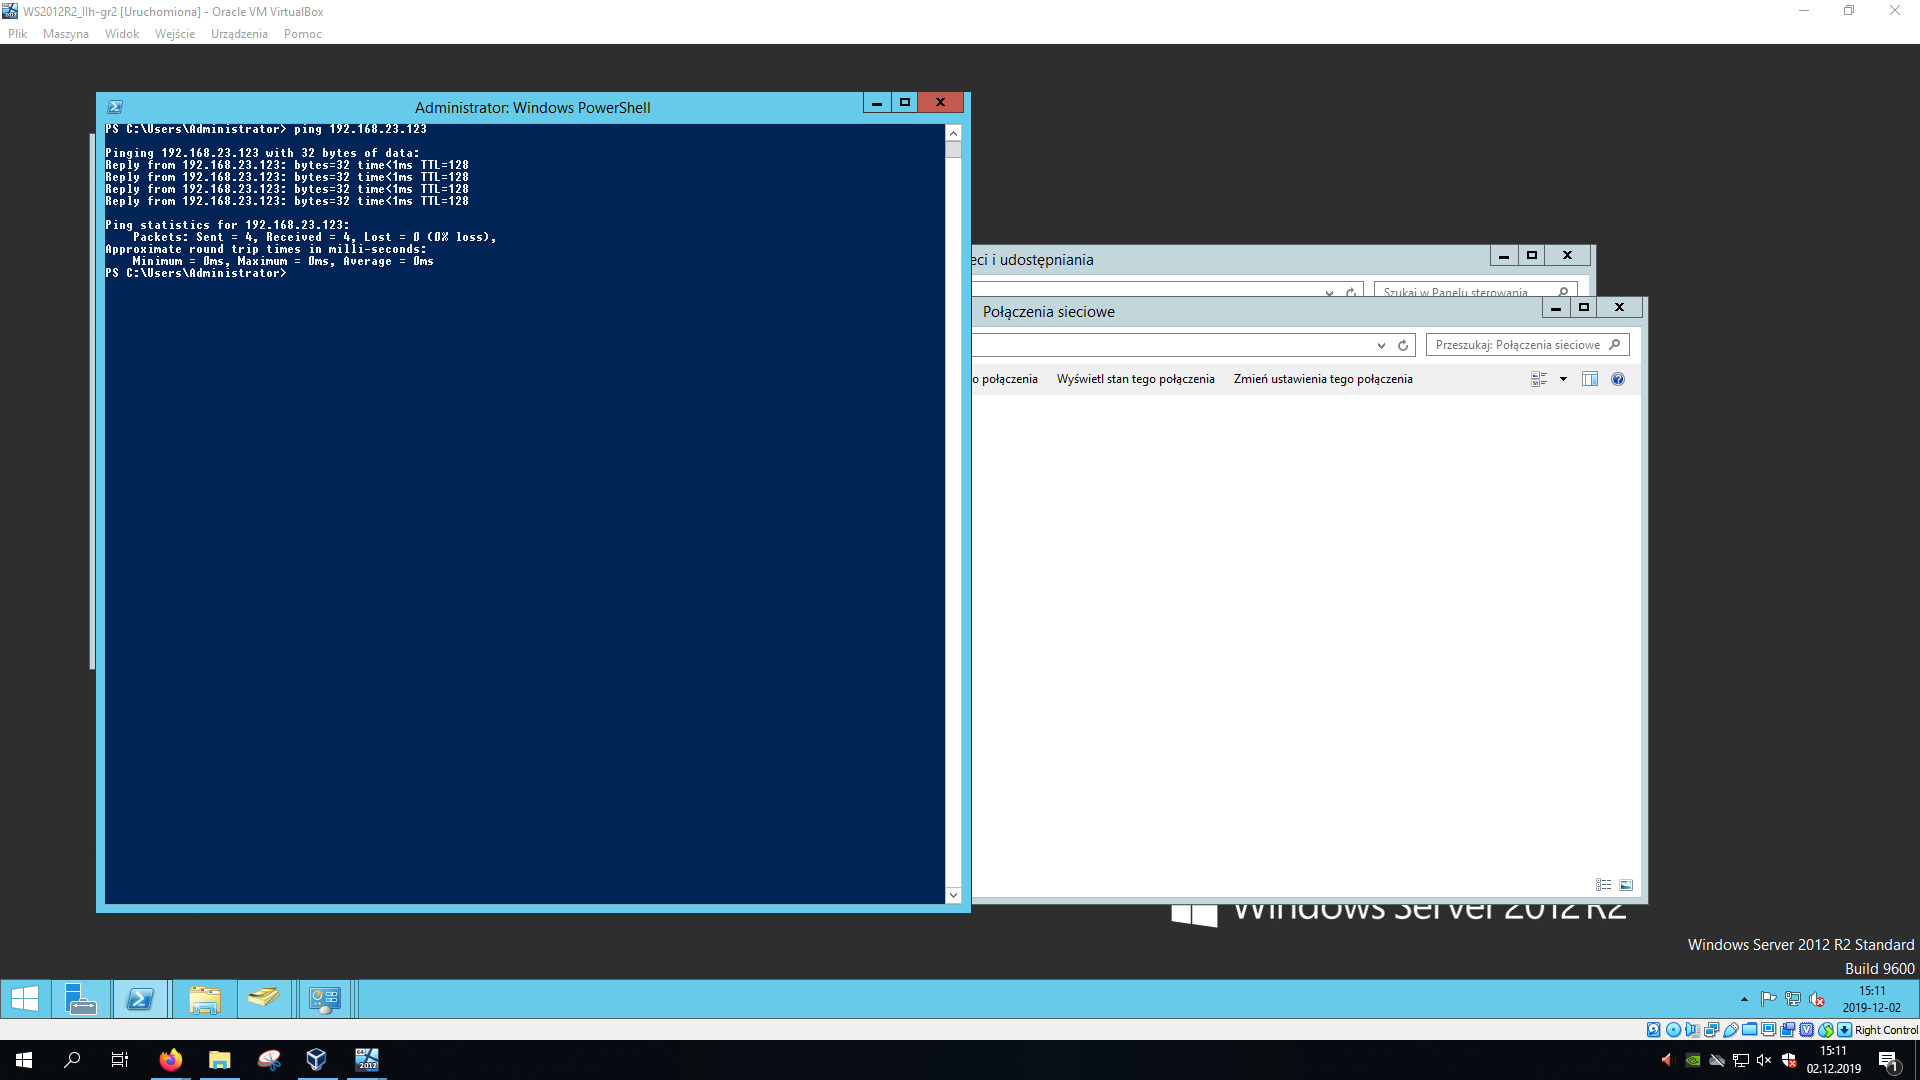 WS2012R2_llh-gr2 [Uruchomiona] - Oracle VM VirtualBox
Plik Maszyna Widok Wejście Urządzenia Pomoc
Administrator: Windows PowerShell
PS C:\Users\Administrator> ping 192.168.23.123
Pinging 192.168.23.123 with 32 bytes of data:
Reply from 192.168.23.123: bytes=32 time<1ms TTL=128
Reply from 192.168.23.123: bytes=32 time<1ms TTL=128
Reply from 192.168.23.123: bytes=32 time<1ms TTL=128
Reply from 192.168.23.123: bytes=32 time<1ms TTL=128
Ping statistics for 192.168.23.123:
Packets: Sent = 4, Received = 4, Lost = 0 (0% loss),
Approximate round trip times in milli-seconds:
Minimum = 0ms, Maximum = 0ms, Average = 0ms
PS C:\Users\Administrator>
eci i udostępniania
Szukaj w Panelu sterowania
Połączenia sieciowe
Przeszukaj: Połączenia sieciowe
o połączenia Wyświetl stan tego połączenia Zmień ustawienia tego połączenia
Windows Server 2012 R2
Windows Server 2012 R2 Standard
Build 9600
15:11
2019-12-02
Right Control
2012
15:11
02.12.2019
1